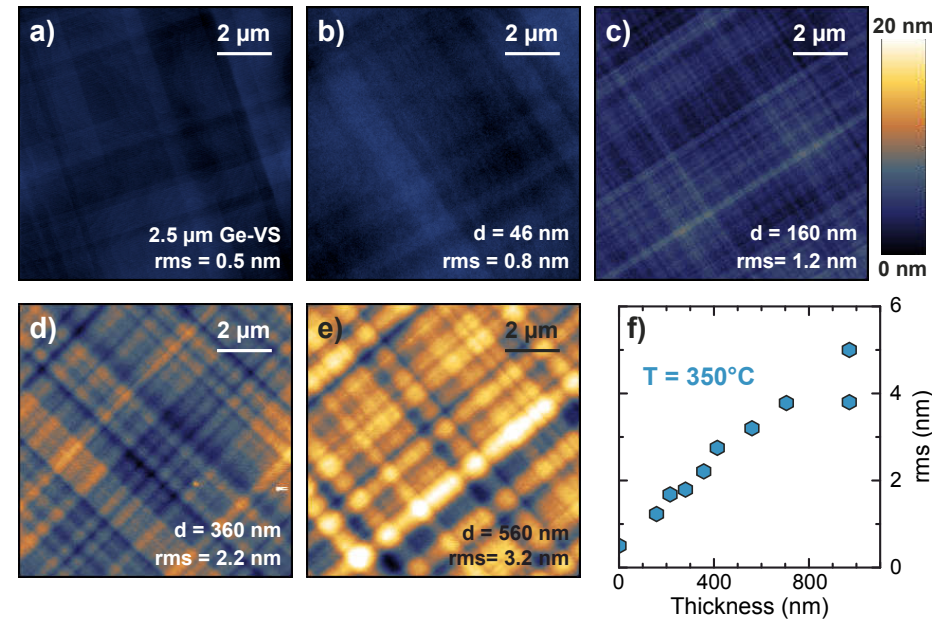 a)
2 µm
2.5 µm Ge-VS
rms = 0.5 nm
b)
2 µm
d = 46 nm
rms = 0.8 nm
c)
2 µm
d = 160 nm
rms= 1.2 nm
20 nm
0 nm
d)
2 µm
d = 360 nm
rms = 2.2 nm
e)
2 µm
d = 560 nm
rms= 3.2 nm
f)
T = 350°C
6
4
2
0
rms (nm)
0 400 800
Thickness (nm)